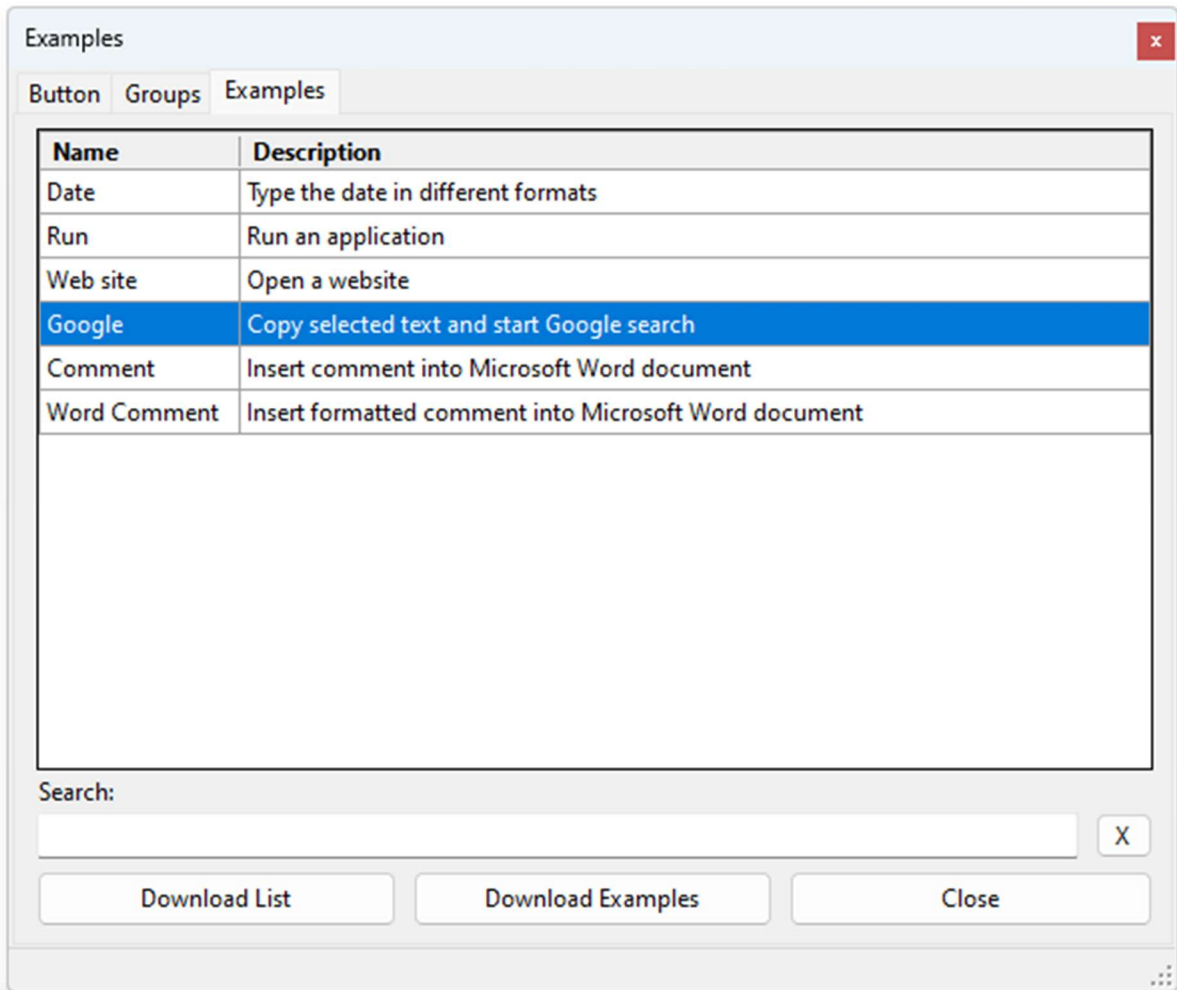 Examples
x
Button Groups Examples
Name Description
Date Type the date in different formats
Run Run an application
Web site Open a website
Google Copy selected text and start Google search
Comment Insert comment into Microsoft Word document
Word Comment Insert formatted comment into Microsoft Word document
Search:
X
Download List Download Examples Close